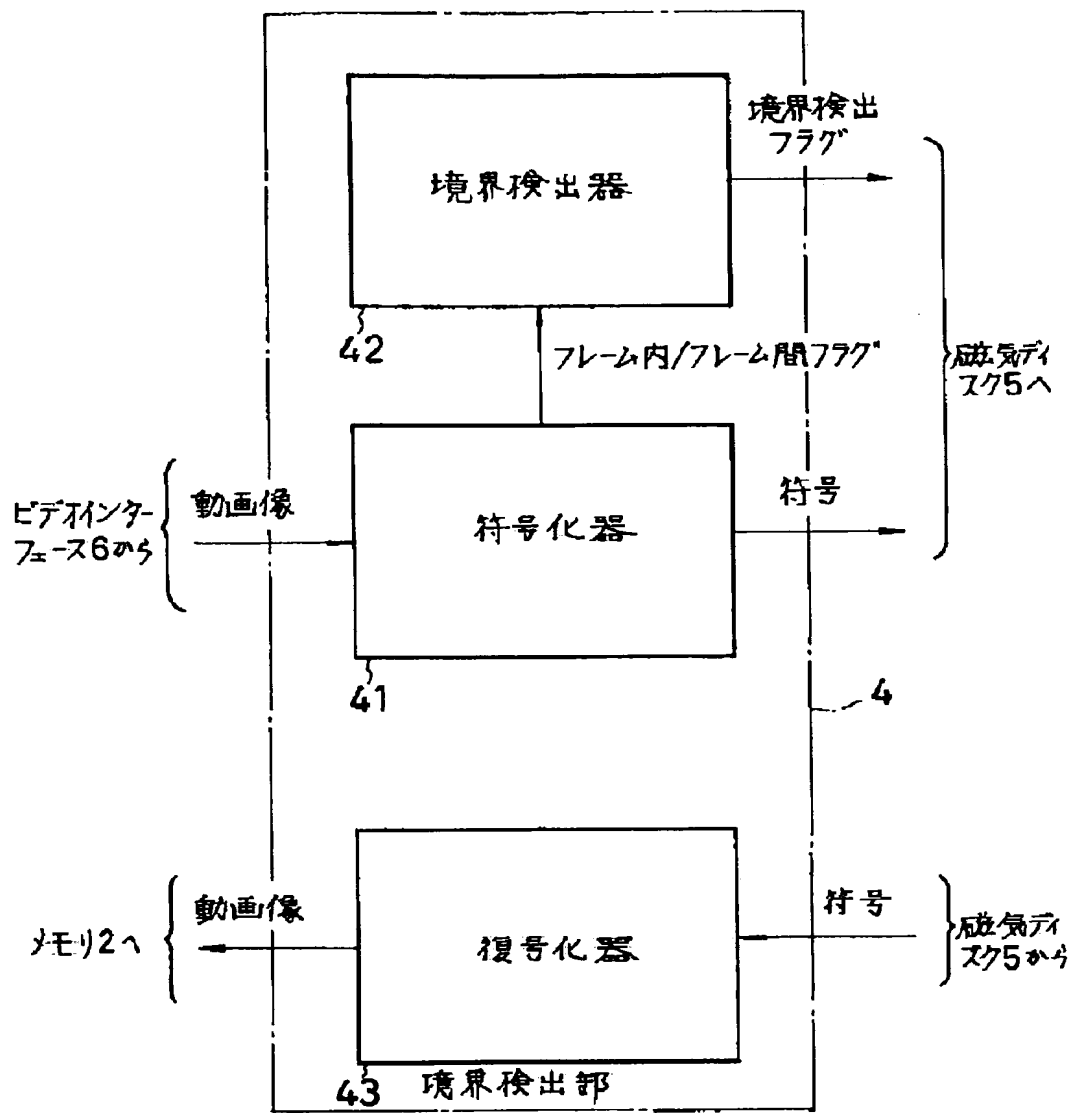 境界検出
フラグ
境界検出器
42
フレーム内/フレーム間フラグ
磁気ディ
スク5へ
ビデオインター
フェース6から
動画像
符号化器
符号
41
4
メモリ2へ
動画像
復号化器
符号
磁気ディ
スク5から
43
境界検出部